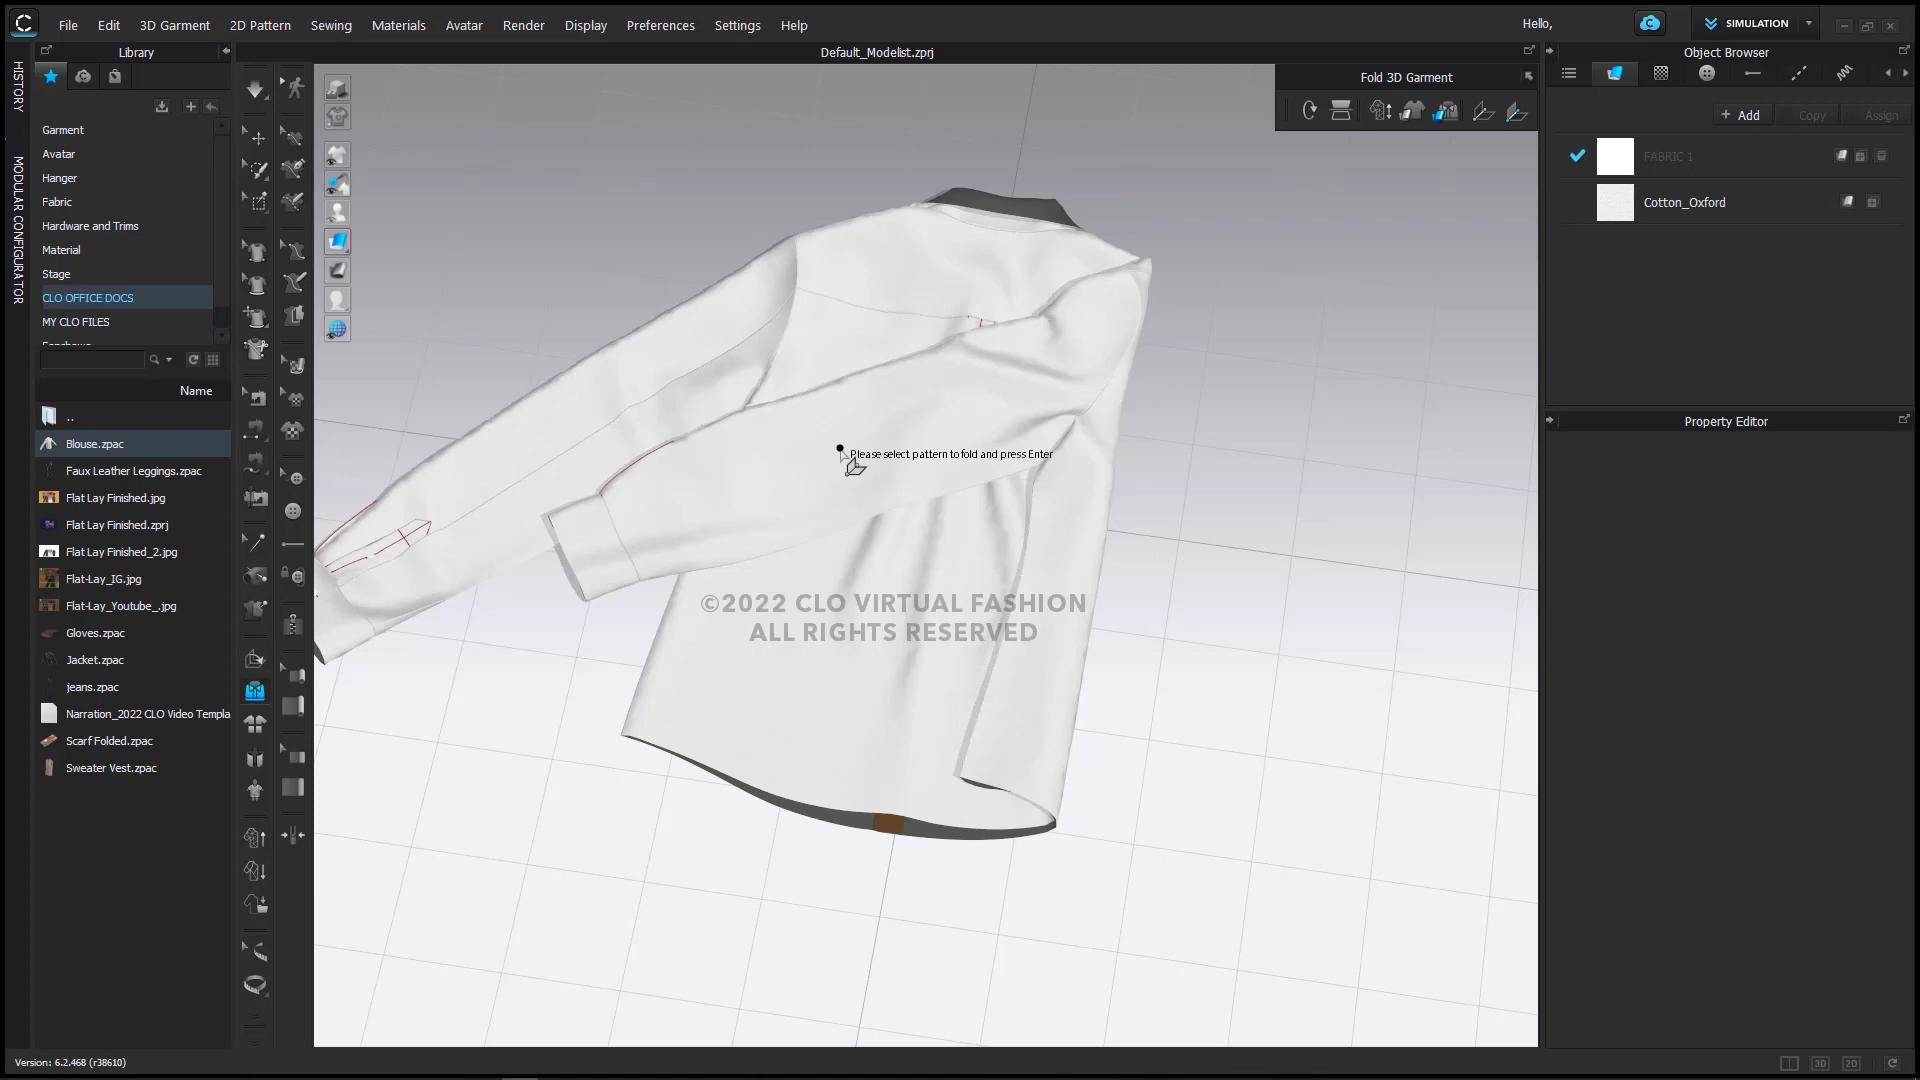 File
Edit
3D Garment
2D Pattern
Sewing
Materials
Avatar
Render
Display
Preferences
Settings
Help
Hello,
SIMULATION
HISTORY
MODULAR CONFIGURATOR
Library
Default_Modelist.zprj
Object Browser
Fold 3D Garment
Garment
Avatar
Hanger
Fabric
Hardware and Trims
Material
Stage
CLO OFFICE DOCS
MY CLO FILES
Name
..
Blouse.zpac
Faux Leather Leggings.zpac
Flat Lay Finished.jpg
Flat Lay Finished.zprj
Flat Lay Finished_2.jpg
Flat-Lay_IG.jpg
Flat-Lay_Youtube_.jpg
Gloves.zpac
Jacket.zpac
jeans.zpac
Narration_2022 CLO Video Templa
Scarf Folded.zpac
Sweater Vest.zpac
Please select pattern to fold and press Enter
©2022 CLO VIRTUAL FASHION
ALL RIGHTS RESERVED
+ Add
Copy
Assign
FABRIC 1
Cotton_Oxford
Property Editor
Version: 6.2.468 (r38610)
3D
2D